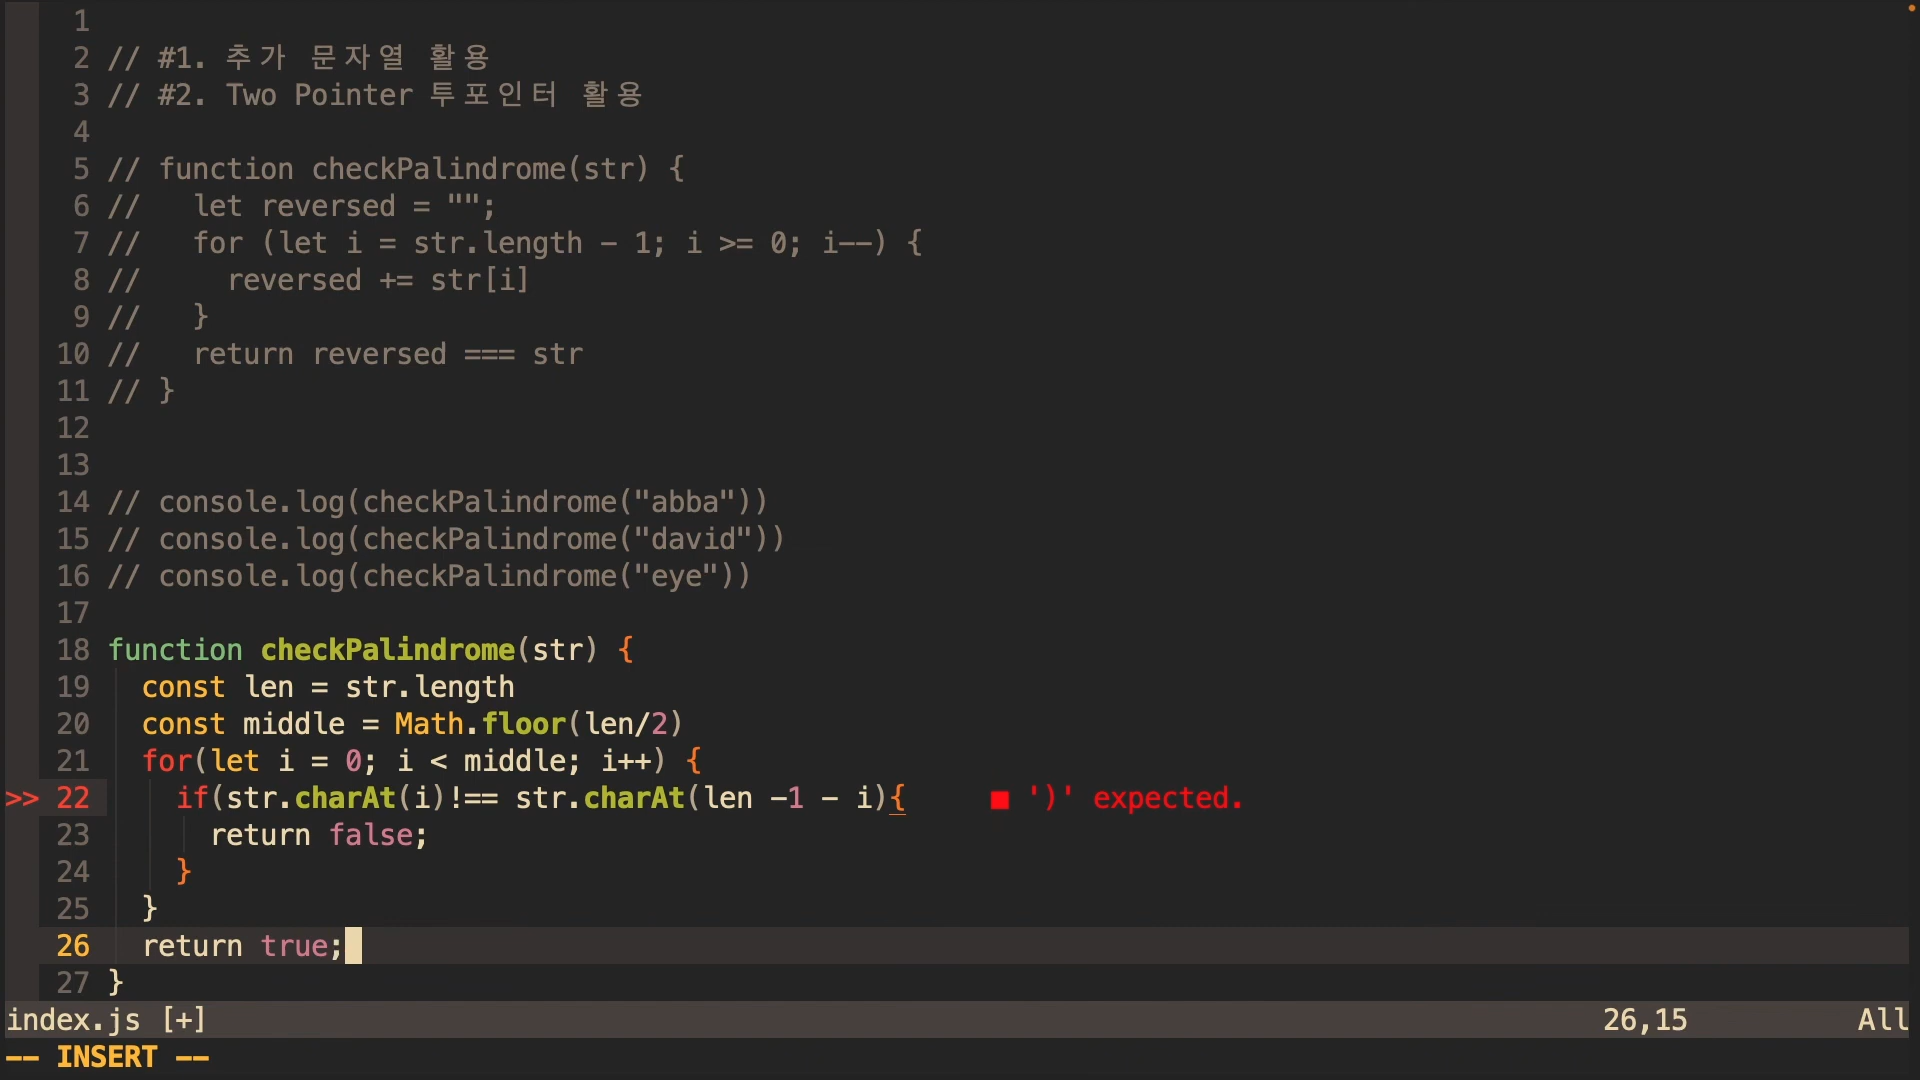 1
2 // #1. 추가 문자열 활용
3 // #2. Two Pointer 투포인터 활용
4
5 // function checkPalindrome(str) {
6 //   let reversed = "";
7 //   for (let i = str.length - 1; i >= 0; i--) {
8 //     reversed += str[i]
9 //   }
10 //   return reversed === str
11 // }
12
13
14 // console.log(checkPalindrome("abba"))
15 // console.log(checkPalindrome("david"))
16 // console.log(checkPalindrome("eye"))
17
18 function checkPalindrome(str) {
19   const len = str.length
20   const middle = Math.floor(len/2)
21   for(let i = 0; i < middle; i++) {
>> 22     if(str.charAt(i)!== str.charAt(len -1 - i){     ■ ')' expected.
23       return false;
24     }
25   }
26   return true;
27 }
index.js [+] 26,15 All
-- INSERT --